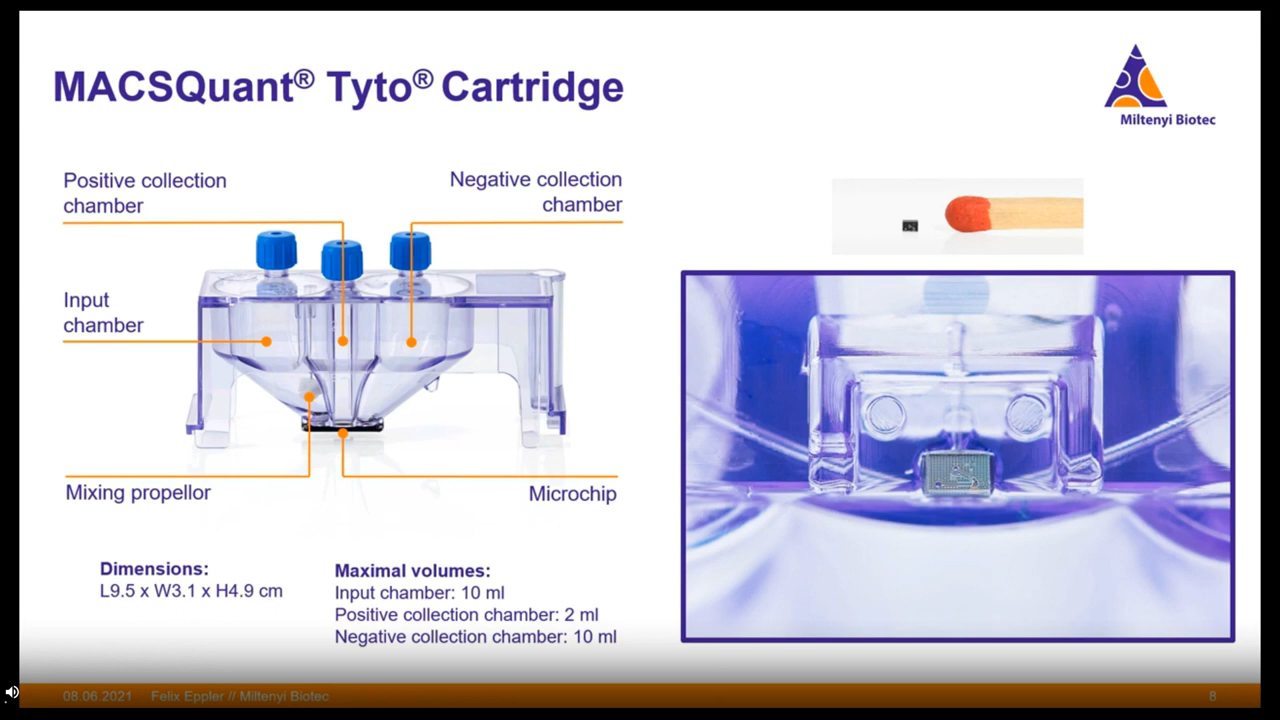 MACSQuant® Tyto® Cartridge
Miltenyi Biotec
Positive collection
chamber
Negative collection
chamber
Input
chamber
Mixing propellor
Microchip
Dimensions:
L9.5 x W3.1 x H4.9 cm
Maximal volumes:
Input chamber: 10 ml
Positive collection chamber: 2 ml
Negative collection chamber: 10 ml
08.06.2021 Felix Eppler // Miltenyi Biotec
8